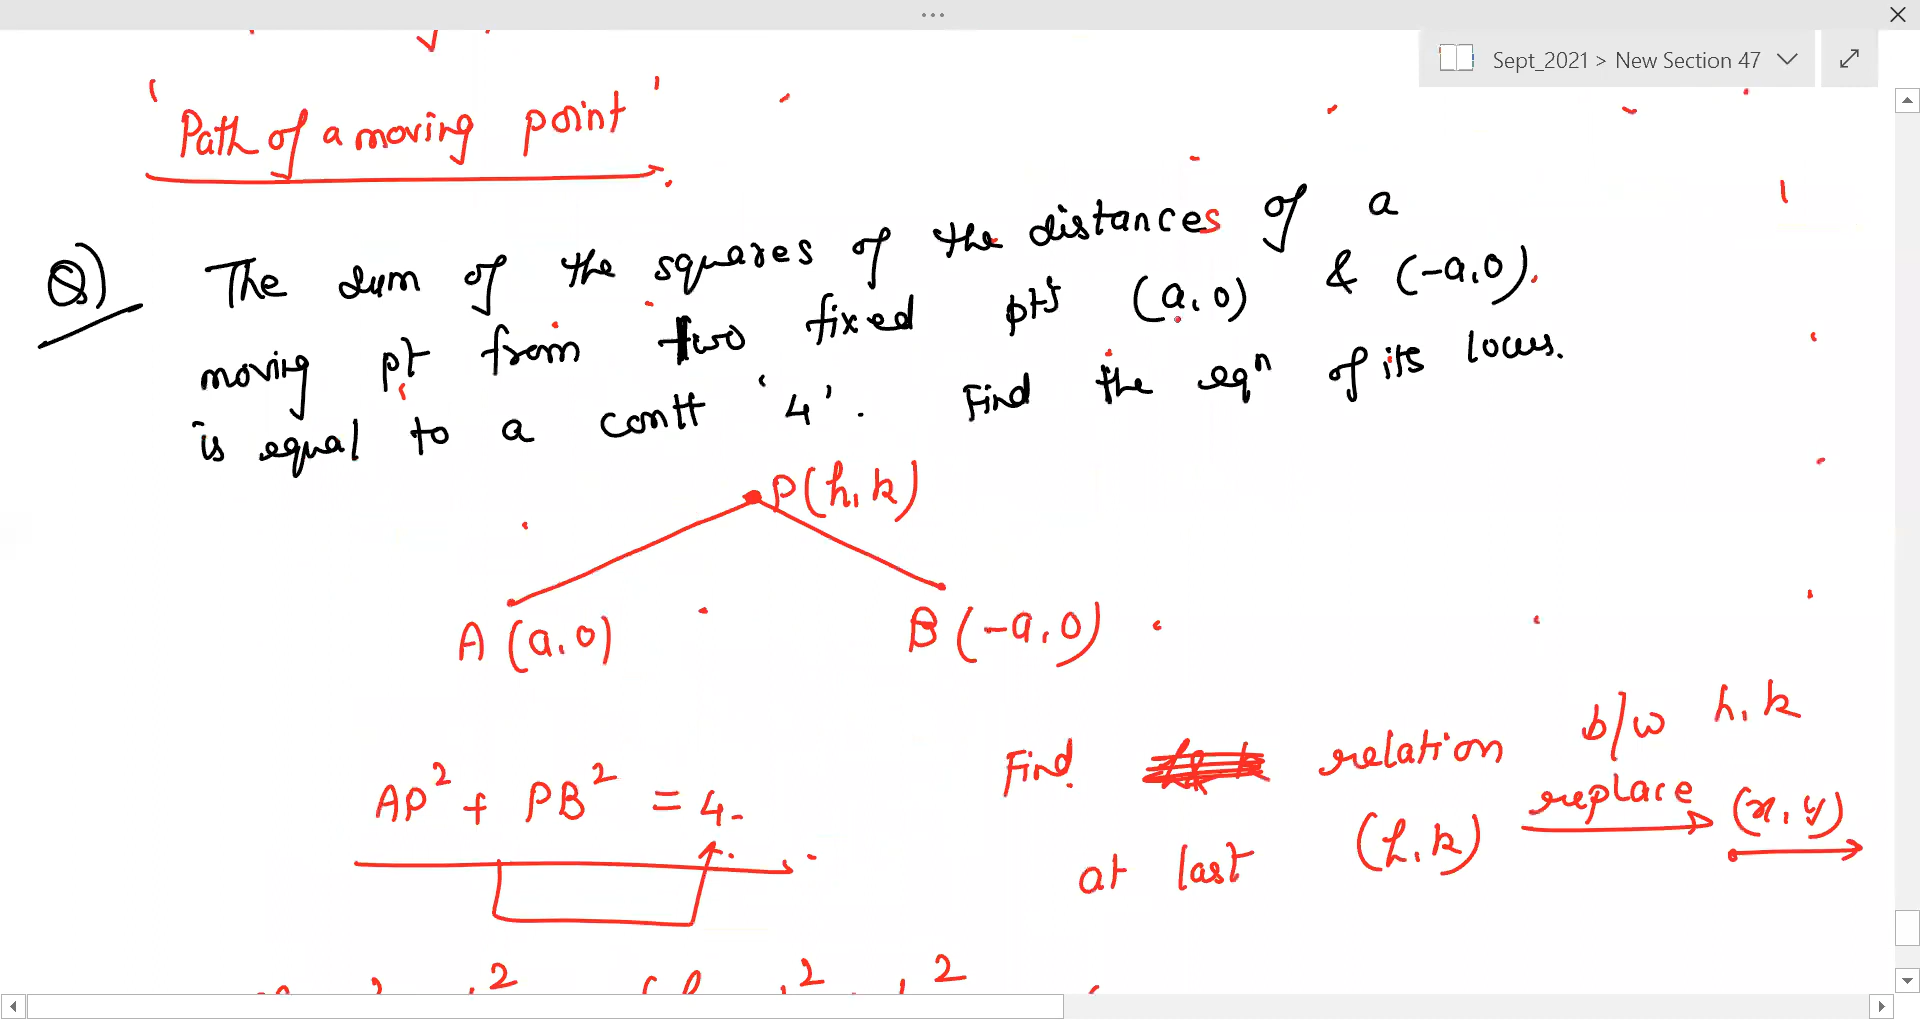 Sept_2021 > New Section 47
'Path of a moving point'
Q) The sum of the squares of the distances of a
moving pt from two fixed pts (a,0) & (-a,0).
is equal to a contt '4'. Find the eqn of its locus.
P(h,k)
A (a,0)
B (-a,0)
Find relation b/w h,k
AP² + PB² = 4.
at last (h,k) replace (x,y)